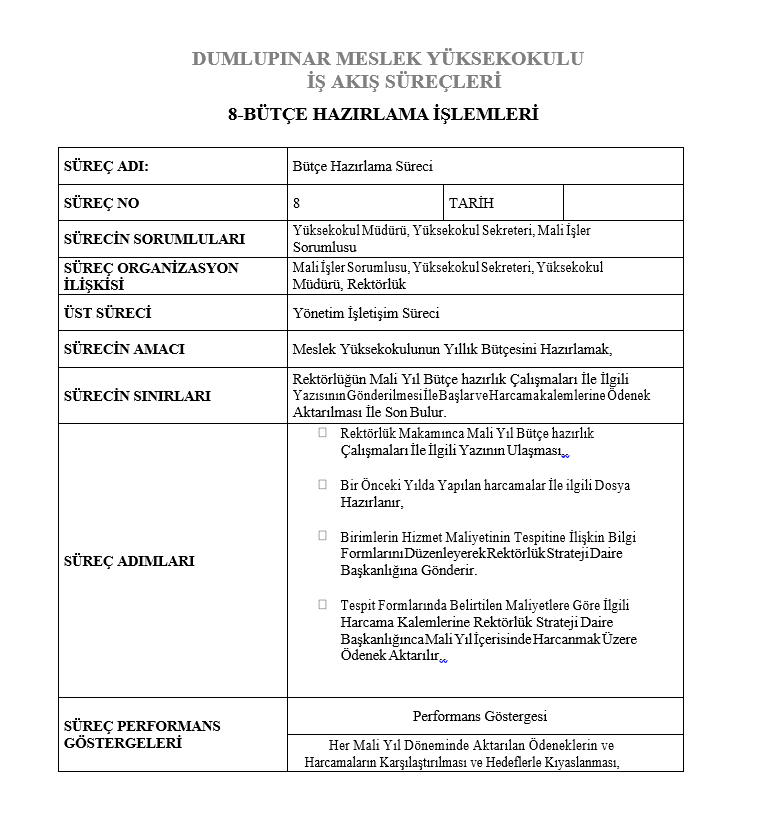 DUMLUPINAR MESLEK YÜKSEKOKULU
İŞ AKIŞ SÜREÇLERİ
8-BÜTÇE HAZIRLAMA İŞLEMLERİ
SÜREÇ ADI: Bütçe Hazırlama Süreci
SÜREÇ NO 8 TARİH
SÜRECİN SORUMLULARI
Yüksekokul Müdürü, Yüksekokul Sekreteri, Mali İşler
Sorumlusu
SÜREÇ ORGANİZASYON
İLİŞKİSİ
Mali İşler Sorumlusu, Yüksekokul Sekreteri, Yüksekokul
Müdürü, Rektörlük
ÜST SÜRECİ Yönetim İşletişim Süreci
SÜRECİN AMACI Meslek Yüksekokulunun Yıllık Bütçesini Hazırlamak,
SÜRECİN SINIRLARI
Rektörlüğün Mali Yıl Bütçe hazırlık Çalışmaları İle İlgili
Yazısının Gönderilmesi İle Başlar ve Harcama kalemlerine Ödenek
Aktarılması İle Son Bulur.
SÜREÇ ADIMLARI
Rektörlük Makamınca Mali Yıl Bütçe hazırlık
Çalışmaları İle İlgili Yazının Ulaşması,,
Bir Önceki Yılda Yapılan harcamalar İle ilgili Dosya
Hazırlanır,
Birimlerin Hizmet Maliyetinin Tespitine İlişkin Bilgi
Formlarını Düzenleyerek Rektörlük Strateji Daire
Başkanlığına Gönderir.
Tespit Formlarında Belirtilen Maliyetlere Göre İlgili
Harcama Kalemlerine Rektörlük Strateji Daire
Başkanlığınca Mali Yıl İçerisinde Harcanmak Üzere
Ödenek Aktarılır,,
SÜREÇ PERFORMANS
GÖSTERGELERİ
Performans Göstergesi
Her Mali Yıl Döneminde Aktarılan Ödeneklerin ve
Harcamaların Karşılaştırılması ve Hedeflerle Kıyaslanması,